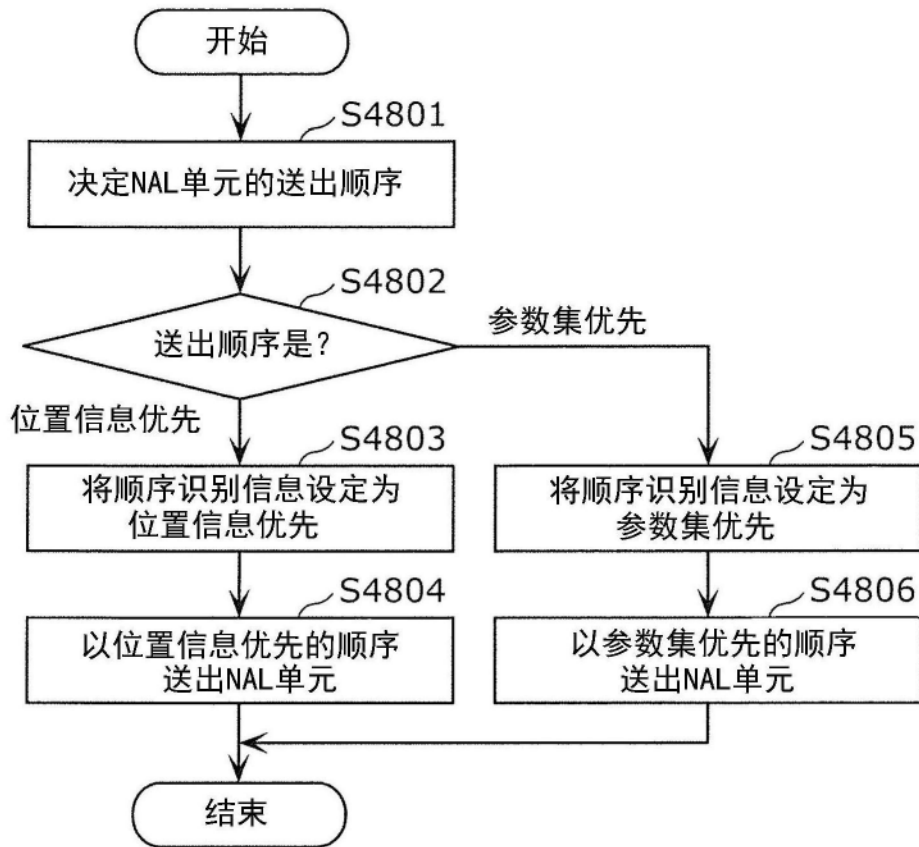 开始
S4801
决定NAL单元的送出顺序
S4802
送出顺序是?
参数集优先
位置信息优先
S4803
将顺序识别信息设定为
位置信息优先
S4805
将顺序识别信息设定为
参数集优先
S4804
以位置信息优先的顺序
送出NAL单元
S4806
以参数集优先的顺序
送出NAL单元
结束